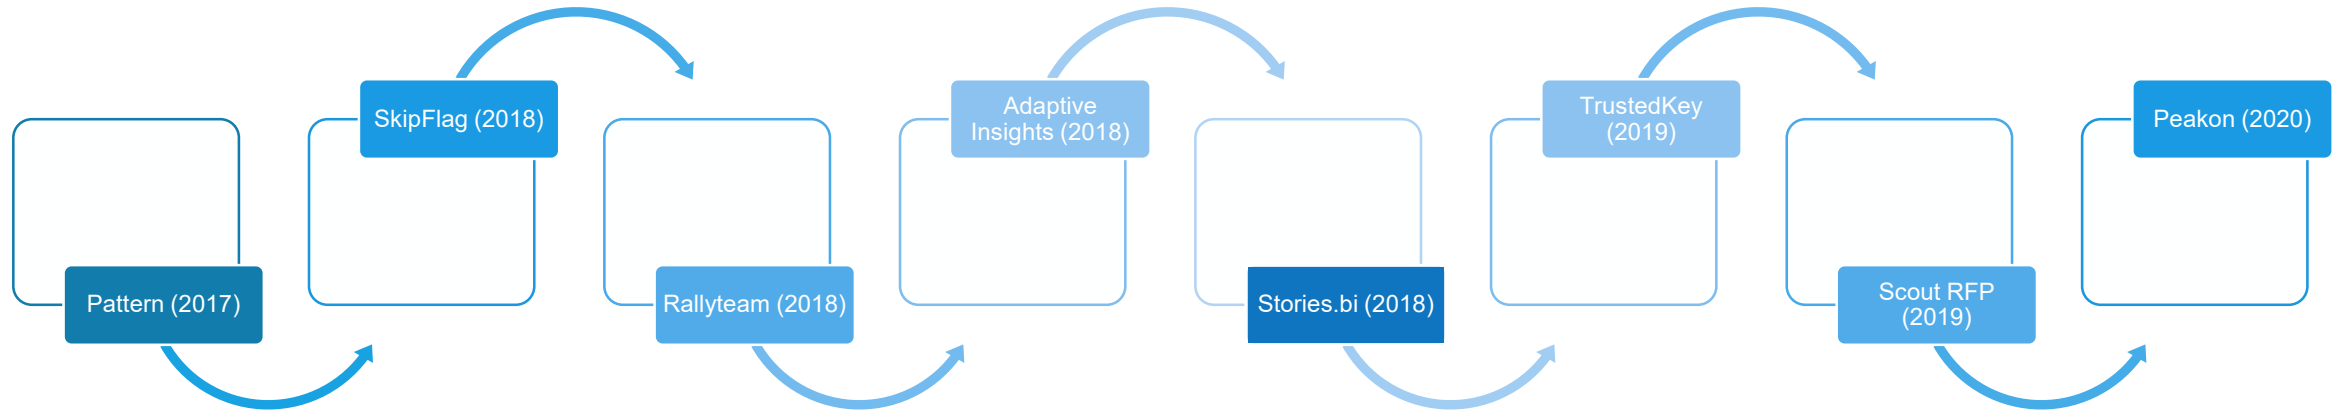 Pattern (2017)
SkipFlag (2018)
Rallyteam (2018)
Adaptive
Insights (2018)
Stories.bi (2018)
TrustedKey
(2019)
Scout RFP
(2019)
Peakon (2020)